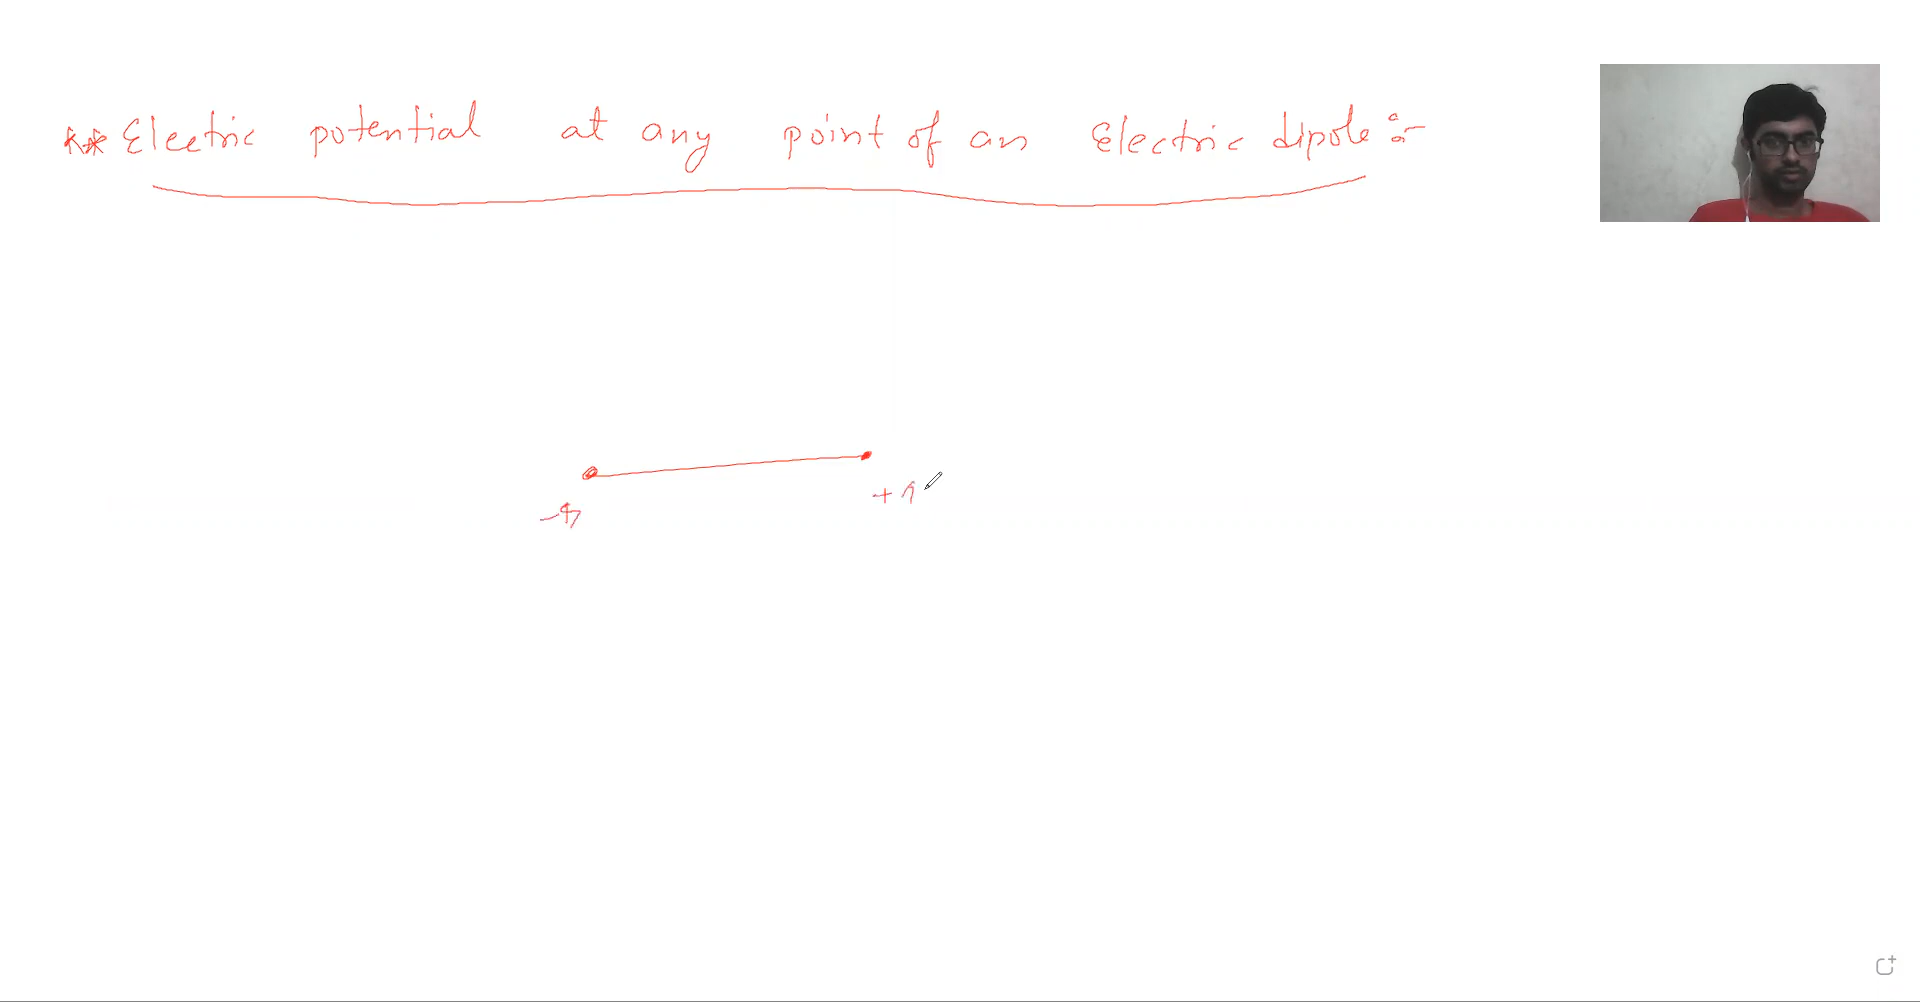 ** Electric potential at any point of an Electric dipole :-
-q
+q